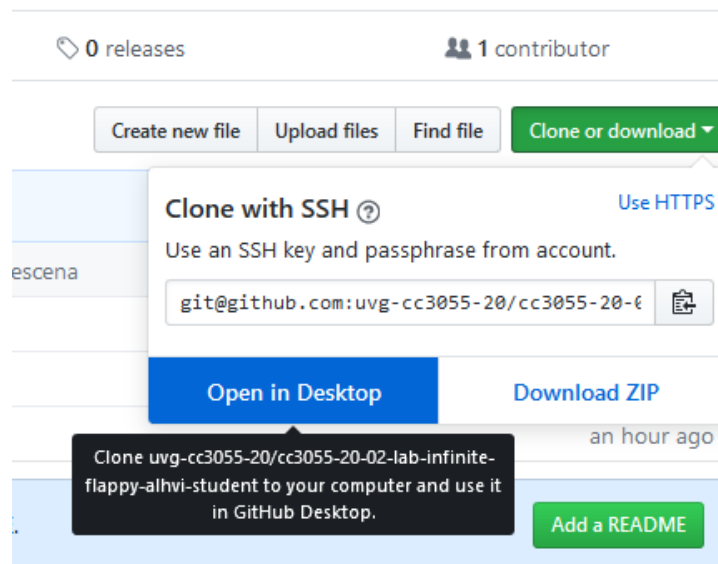 0 releases
1 contributor
Create new file
Upload files
Find file
Clone or download
Clone with SSH
Use HTTPS
Use an SSH key and passphrase from account.
escena
git@github.com:uvg-cc3055-20/cc3055-20-
Open in Desktop
Download ZIP
an hour ago
Clone uvg-cc3055-20/cc3055-20-02-lab-infinite-
flappy-alhvi-student to your computer and use it
in GitHub Desktop.
.
Add a README